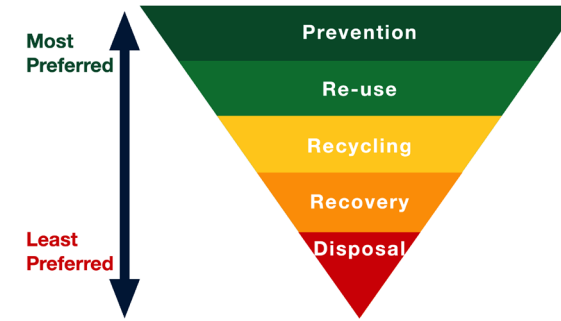 Most
Preferred
Prevention
Re-use
Recycling
Recovery
Least
Preferred
Disposal